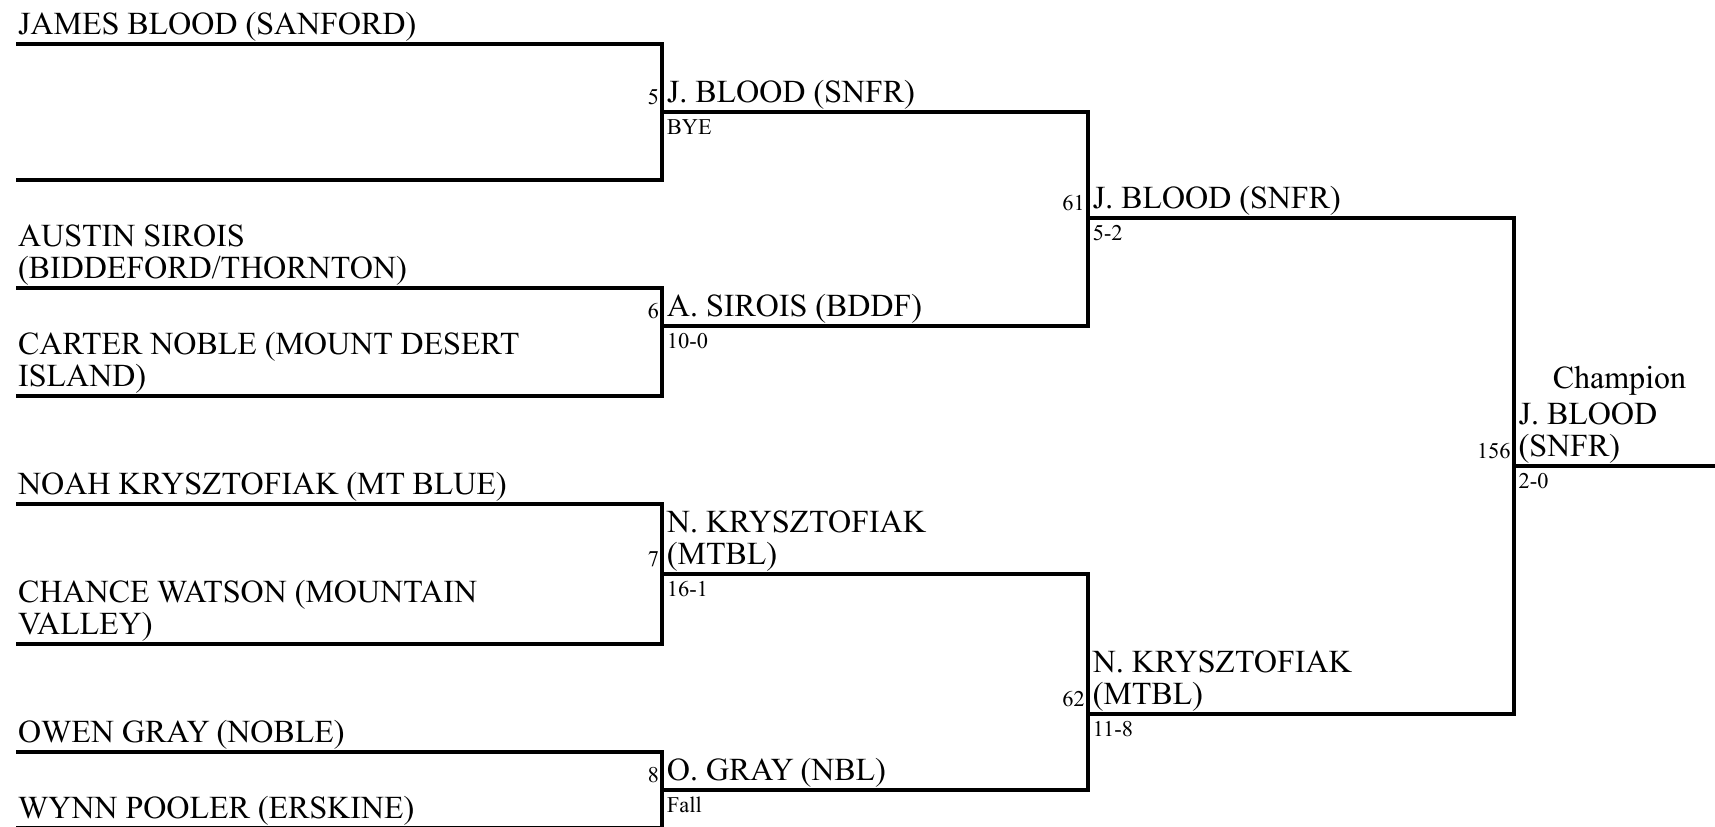 JAMES BLOOD (SANFORD)
5
J. BLOOD (SNFR)
BYE
61
J. BLOOD (SNFR)
5-2
AUSTIN SIROIS
(BIDDEFORD/THORNTON)
6
A. SIROIS (BDDF)
10-0
CARTER NOBLE (MOUNT DESERT
ISLAND)
Champion
J. BLOOD
(SNFR)
156
2-0
NOAH KRYSZTOFIAK (MT BLUE)
N. KRYSZTOFIAK
(MTBL)
7
16-1
CHANCE WATSON (MOUNTAIN
VALLEY)
N. KRYSZTOFIAK
(MTBL)
62
11-8
OWEN GRAY (NOBLE)
8
O. GRAY (NBL)
Fall
WYNN POOLER (ERSKINE)